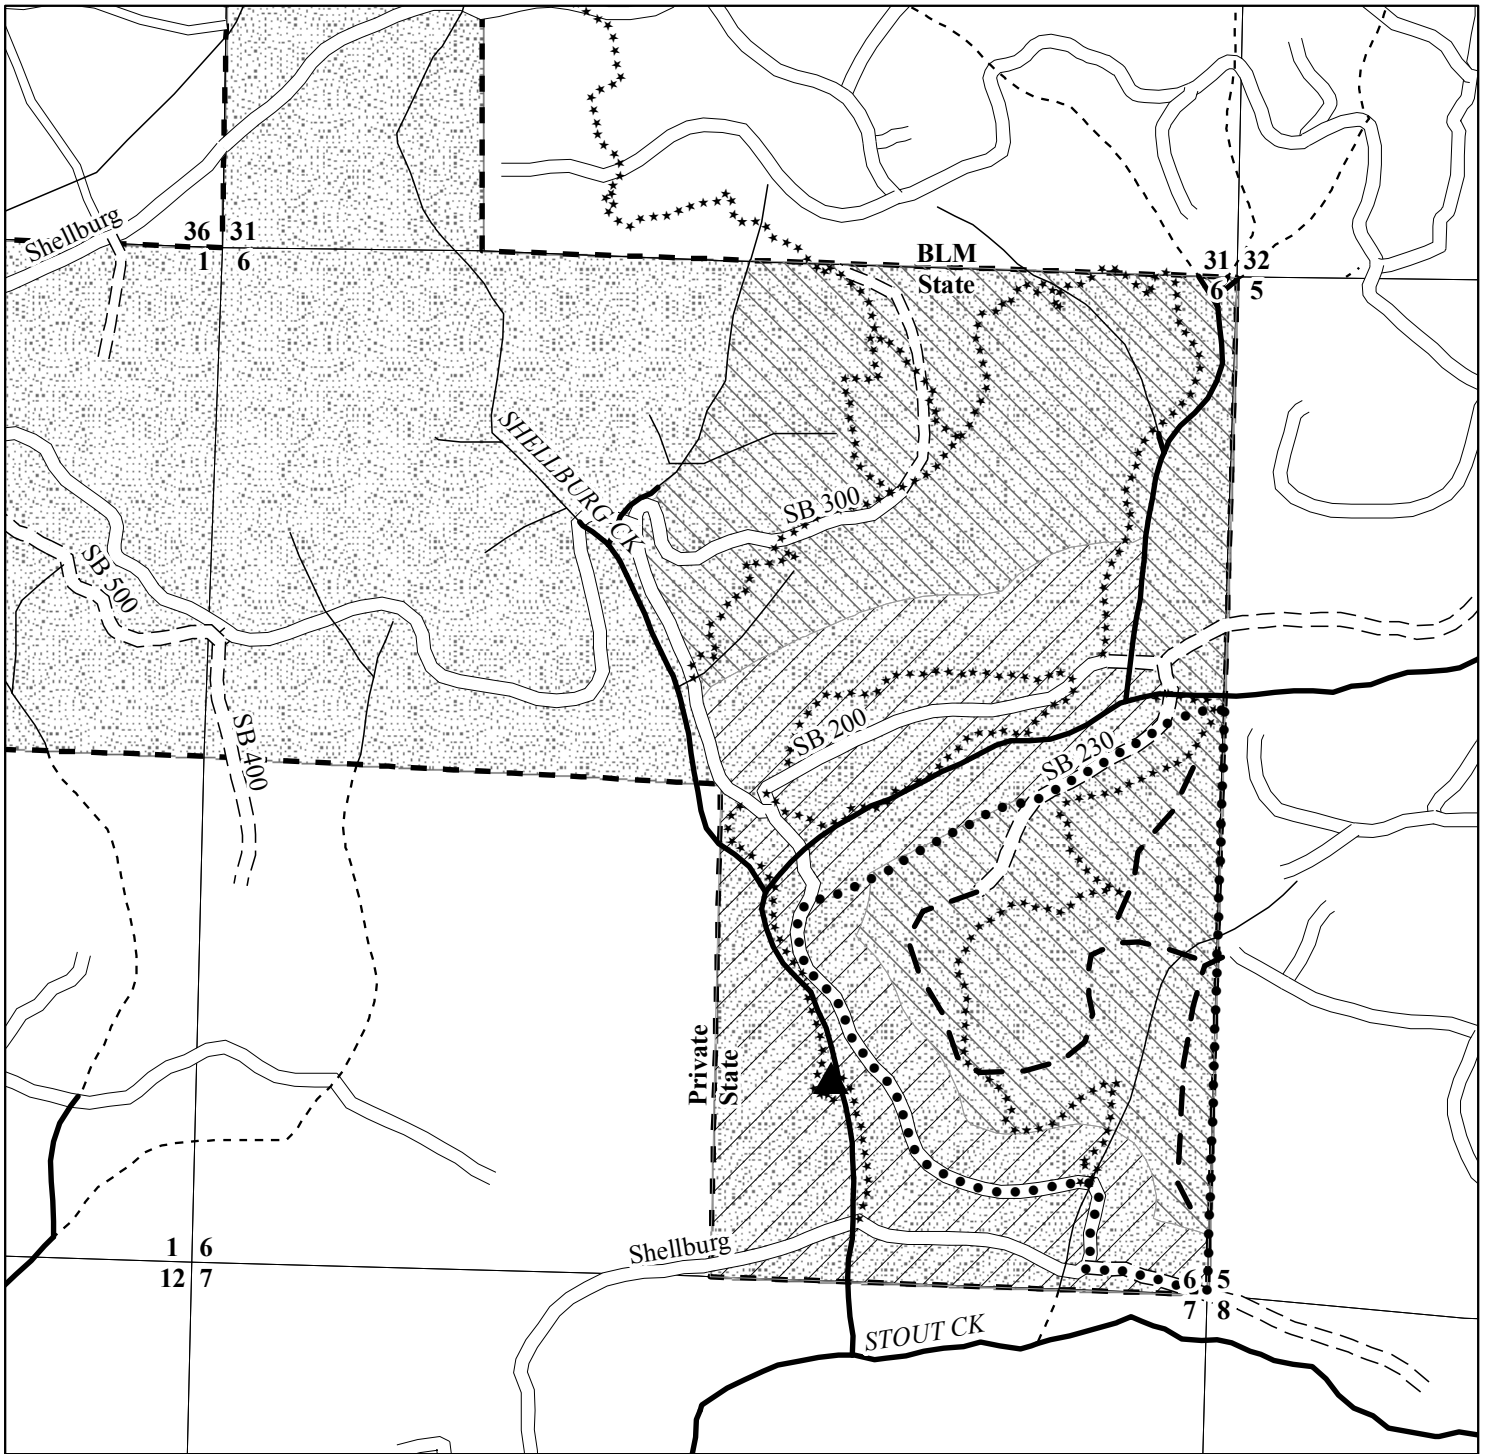 Shellburg
36 31
1 6
BLM
State
31 32
6 5
SHELLBURG CK
SB 300
SB 500
SB 400
SB 200
SB 230
Private
State
Shellburg
1 6
12 7
6 5
7 8
STOUT CK